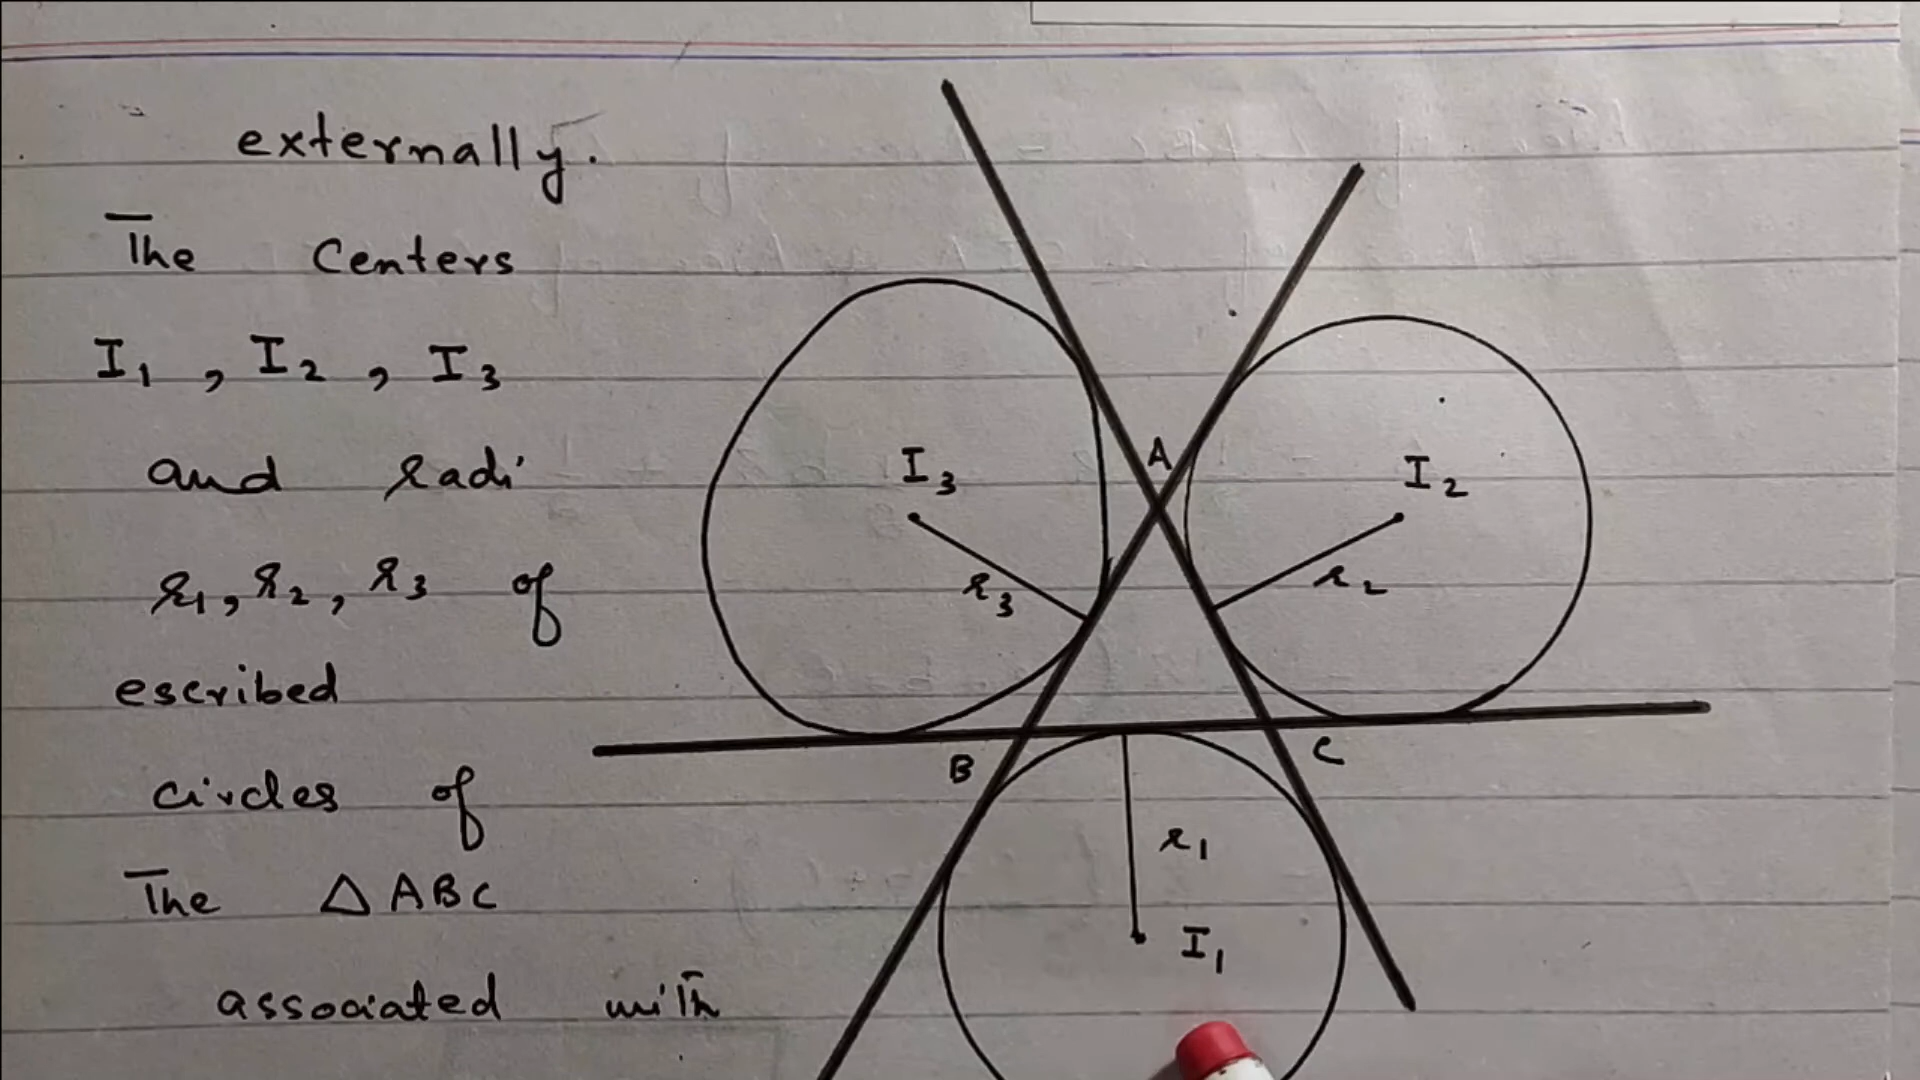 externally.
The Centers
I₁, I₂, I₃
and radi
r₁, r₂, r₃ of
escribed
circles of
The △ABC
associated with
A
I₃
I₂
r₃
r₂
B
C
r₁
I₁